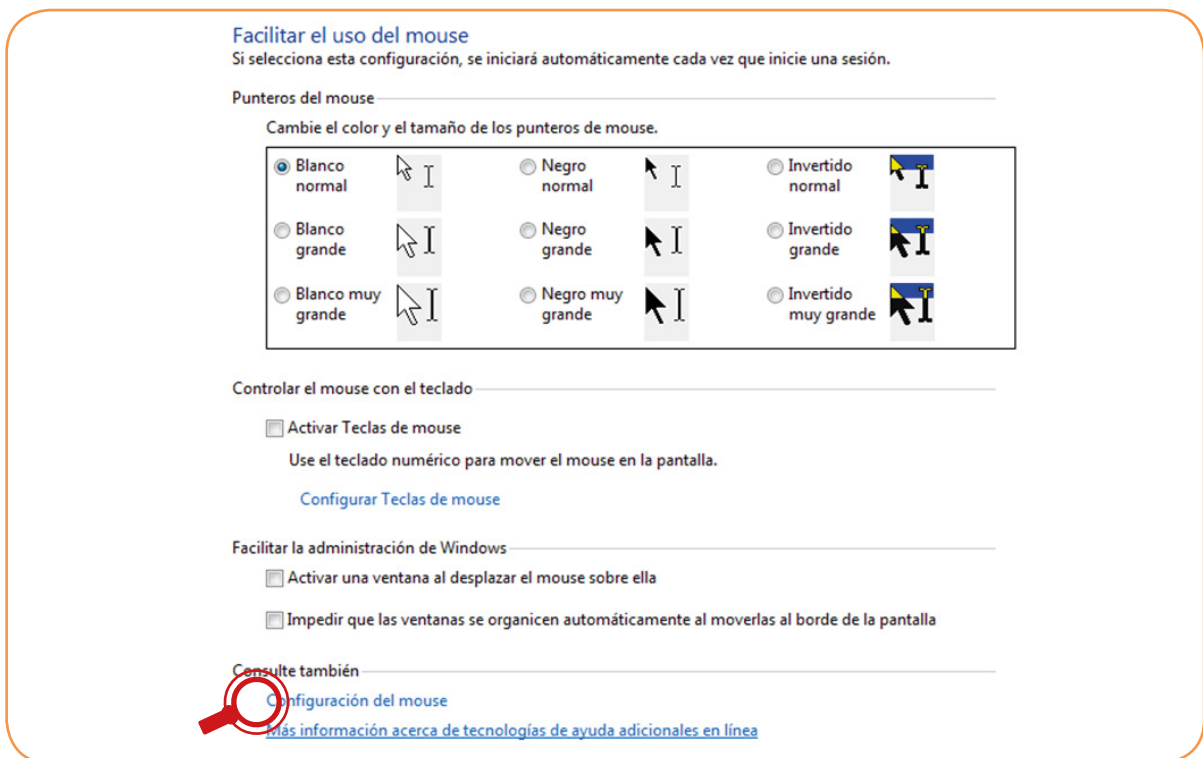 Facilitar el uso del mouse
Si selecciona esta configuración, se iniciará automáticamente cada vez que inicie una sesión.
Punteros del mouse
Cambie el color y el tamaño de los punteros de mouse.
Blanco normal
Negro normal
Invertido normal
Blanco grande
Negro grande
Invertido grande
Blanco muy grande
Negro muy grande
Invertido muy grande
Controlar el mouse con el teclado
Activar Teclas de mouse
Use el teclado numérico para mover el mouse en la pantalla.
Configurar Teclas de mouse
Facilitar la administración de Windows
Activar una ventana al desplazar el mouse sobre ella
Impedir que las ventanas se organicen automáticamente al moverlas al borde de la pantalla
Consulte también
Configuración del mouse
Más información acerca de tecnologías de ayuda adicionales en línea